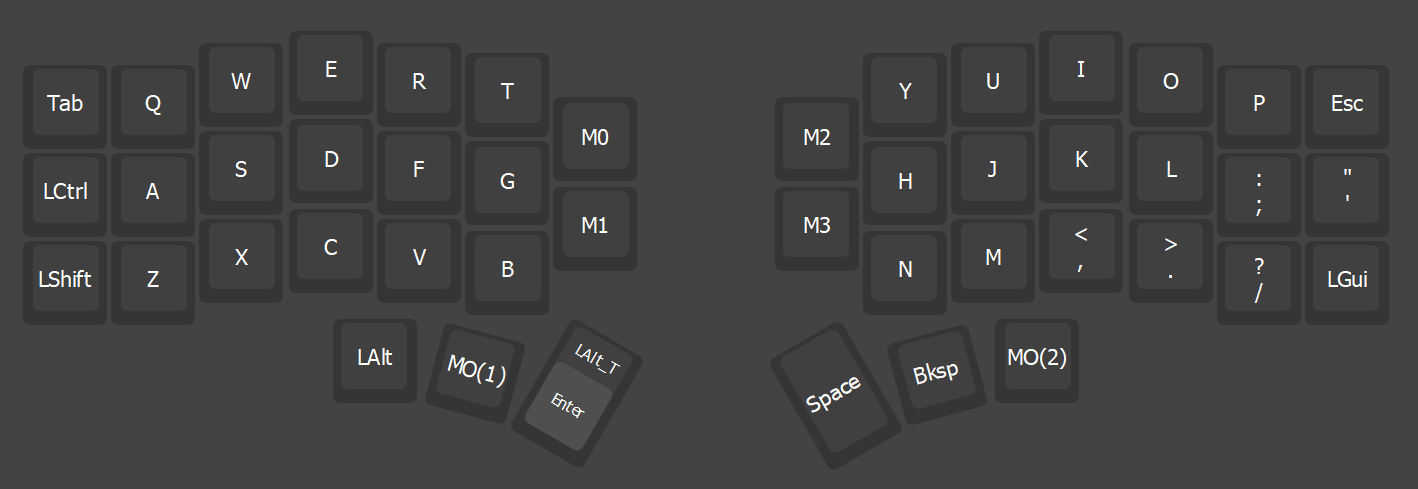 Tab Q W E R T M0 M2 Y U I O P Esc
LCtrl A S D F G M1 M3 H J K L : ; " '
LShift Z X C V B N M < , > . ? / LGui
LAlt MO(1) LAlt_T Enter Space Bksp MO(2)